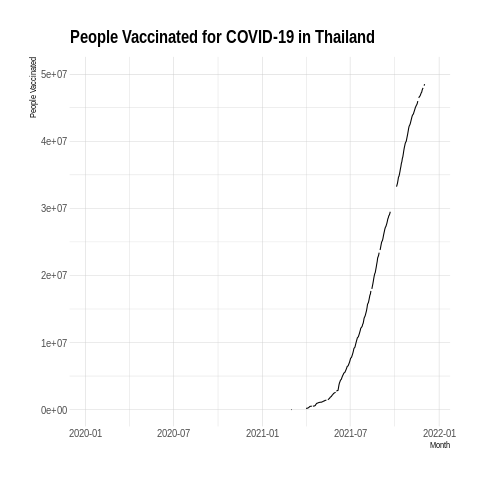 People Vaccinated for COVID-19 in Thailand
People Vaccinated
5e+07
4e+07
3e+07
2e+07
1e+07
0e+00
2020-01 2020-07 2021-01 2021-07 2022-01
Month